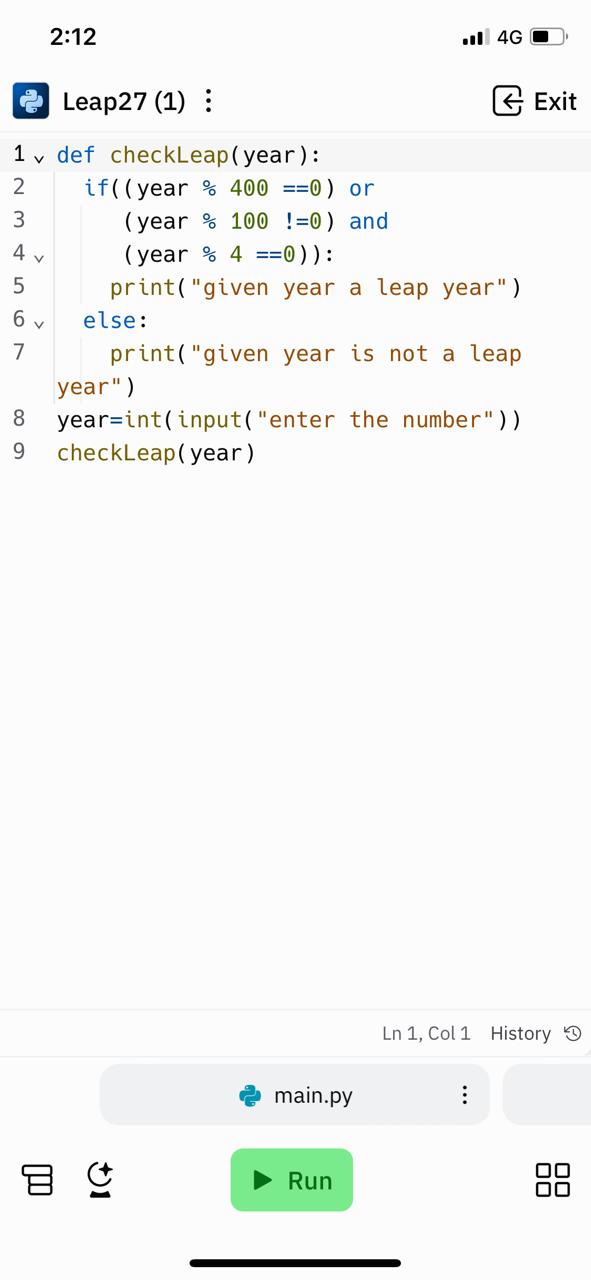 2:12 4G
Leap27 (1) Exit
1 def checkLeap(year):
2   if((year % 400 ==0) or
3      (year % 100 !=0) and
4      (year % 4 ==0)):
5     print("given year a leap year")
6   else:
7     print("given year is not a leap
year")
8 year=int(input("enter the number"))
9 checkLeap(year)
Ln 1, Col 1 History
main.py
Run